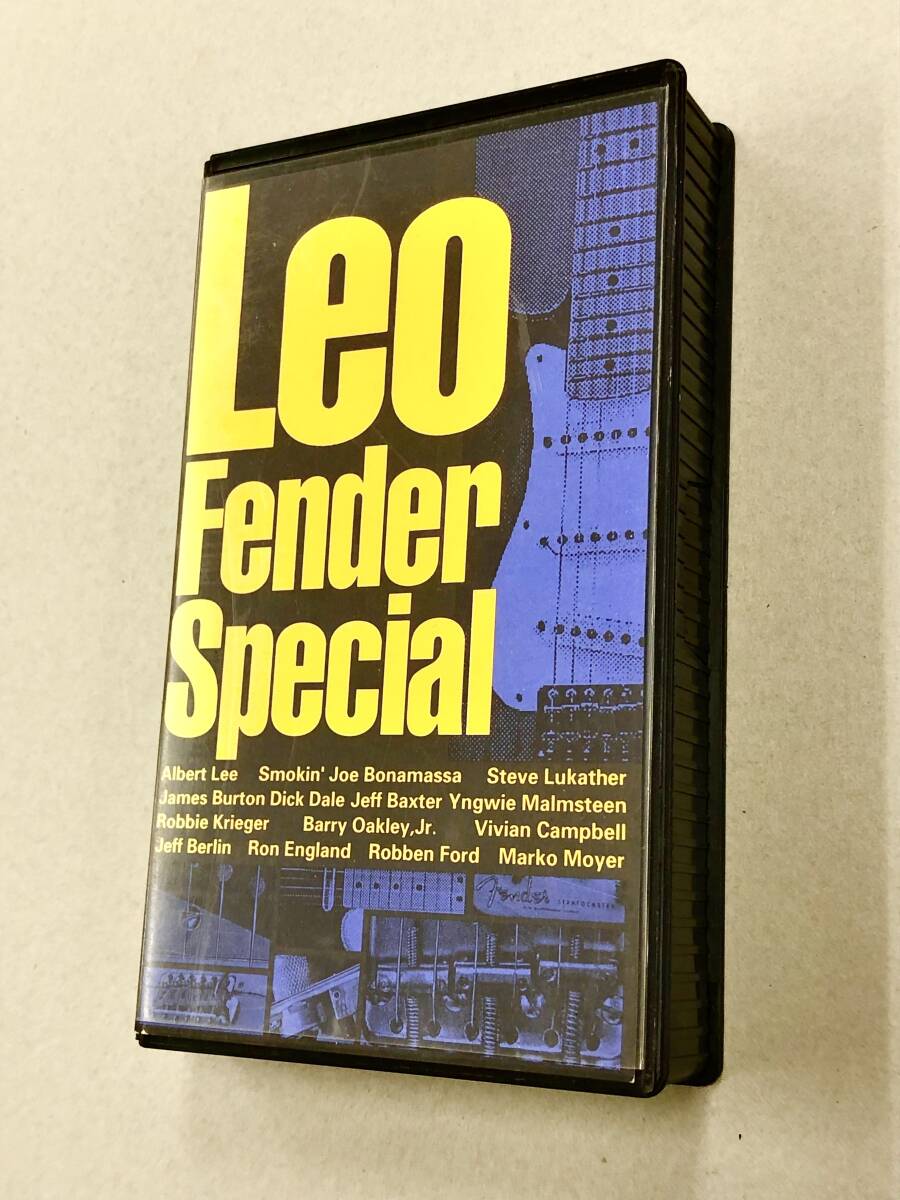 Leo
Fender
Special
Albert Lee Smokin' Joe Bonamassa Steve Lukather
James Burton Dick Dale Jeff Baxter Yngwie Malmsteen
Robbie Krieger Barry Oakley,Jr. Vivian Campbell
Jeff Berlin Ron England Robben Ford Marko Moyer
Fender